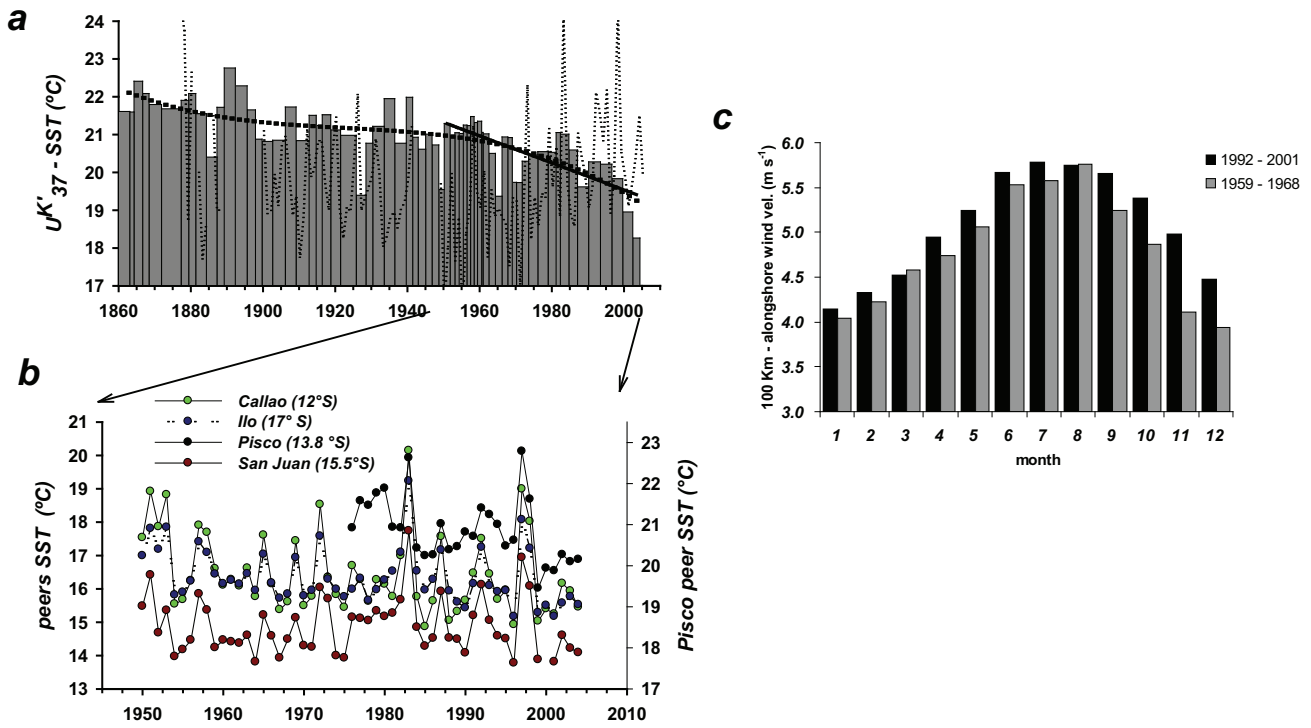 a
U^K'_37 - SST (°C)
24
23
22
21
20
19
18
17
1860 1880 1900 1920 1940 1960 1980 2000
b
Callao (12°S)
Ilo (17° S)
Pisco (13.8 °S)
San Juan (15.5°S)
peers SST (°C)
21
20
19
18
17
16
15
14
13
Pisco peer SST (°C)
23
22
21
20
19
18
17
1950 1960 1970 1980 1990 2000 2010
c
100 Km - alongshore wind vel. (m s⁻¹)
6.0
5.5
5.0
4.5
4.0
3.5
3.0
1 2 3 4 5 6 7 8 9 10 11 12
month
1992 - 2001
1959 - 1968